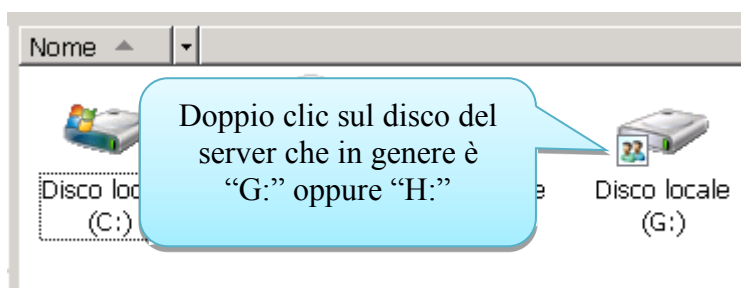 Nome
Doppio clic sul disco del
server che in genere è
“G:” oppure “H:”
Disco loc
(C:)
e
Disco locale
(G:)